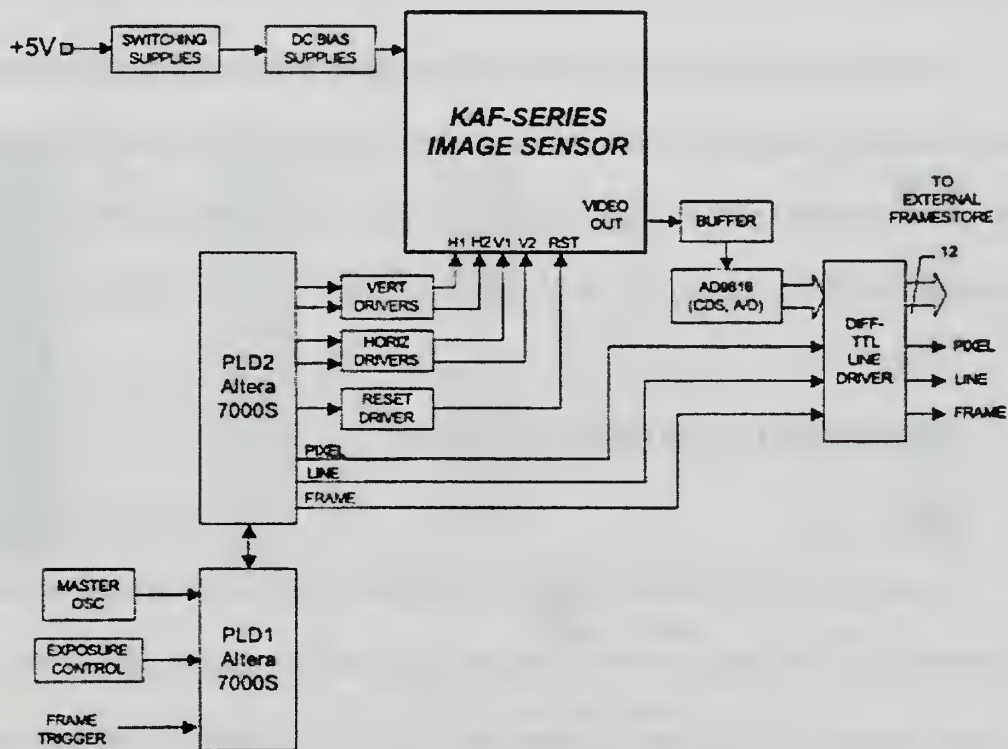 +5V
SWITCHING
SUPPLIES
DC BIAS
SUPPLIES
KAF-SERIES
IMAGE SENSOR
VIDEO
OUT
H1 H2 V1 V2 RST
BUFFER
TO
EXTERNAL
FRAMESTORE
12
AD9816
(CDS, A/D)
DIFF-
TTL
LINE
DRIVER
PIXEL
LINE
FRAME
PLD2
Altera
7000S
VERT
DRIVERS
HORIZ
DRIVERS
RESET
DRIVER
PIXEL
LINE
FRAME
MASTER
OSC
EXPOSURE
CONTROL
FRAME
TRIGGER
PLD1
Altera
7000S